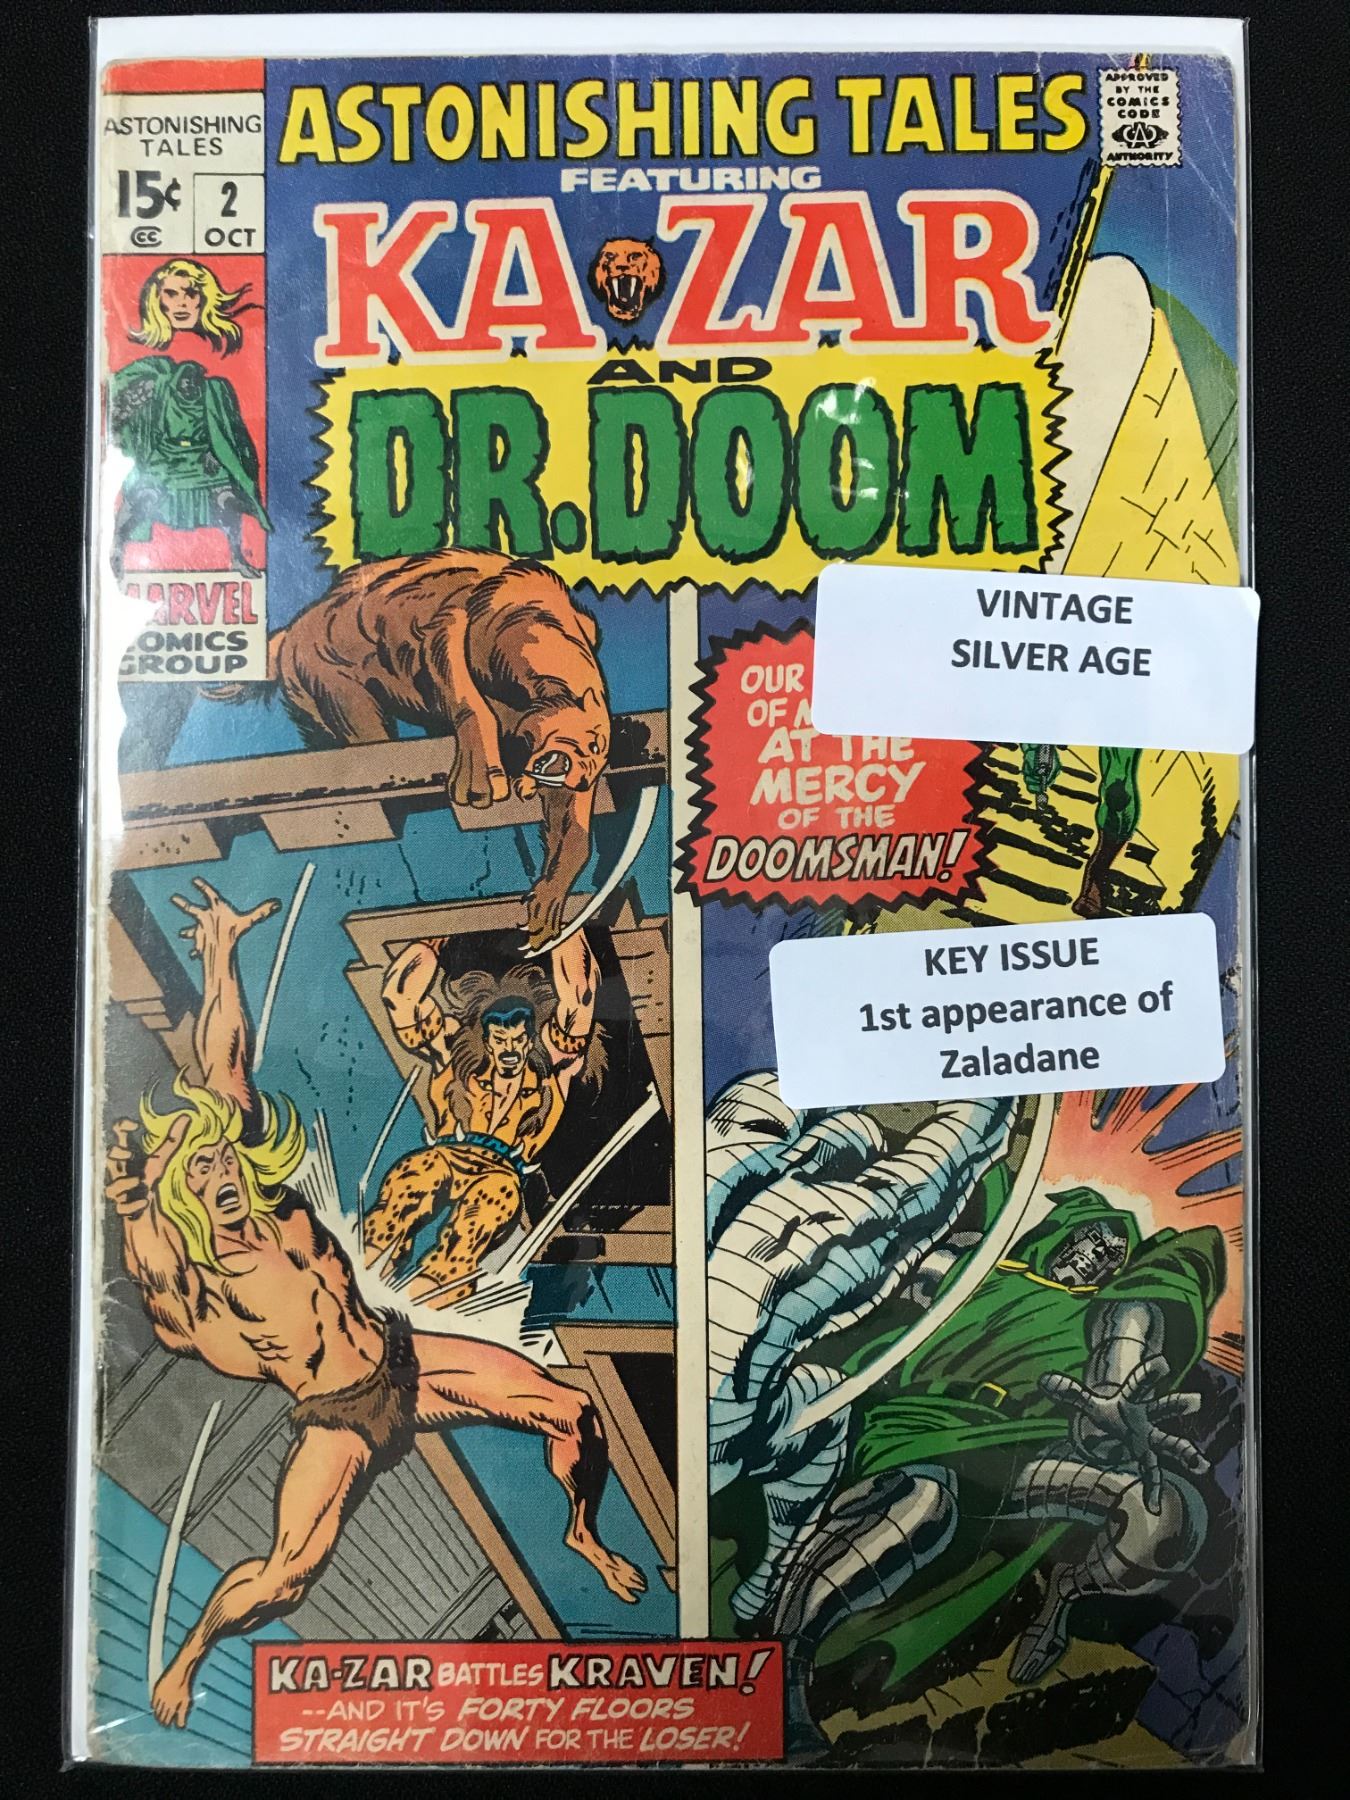 ASTONISHING TALES
FEATURING
KA-ZAR
AND
DR. DOOM
ASTONISHING
TALES
15¢
2
OCT
CC
APPROVED
BY THE
COMICS
CODE
CA
AUTHORITY
MARVEL
COMICS
GROUP
VINTAGE
SILVER AGE
OUR
OF
AT THE
MERCY
OF THE
DOOMSMAN!
KEY ISSUE
1st appearance of
Zaladane
KA-ZAR BATTLES KRAVEN!
--AND IT'S FORTY FLOORS
STRAIGHT DOWN FOR THE LOSER!